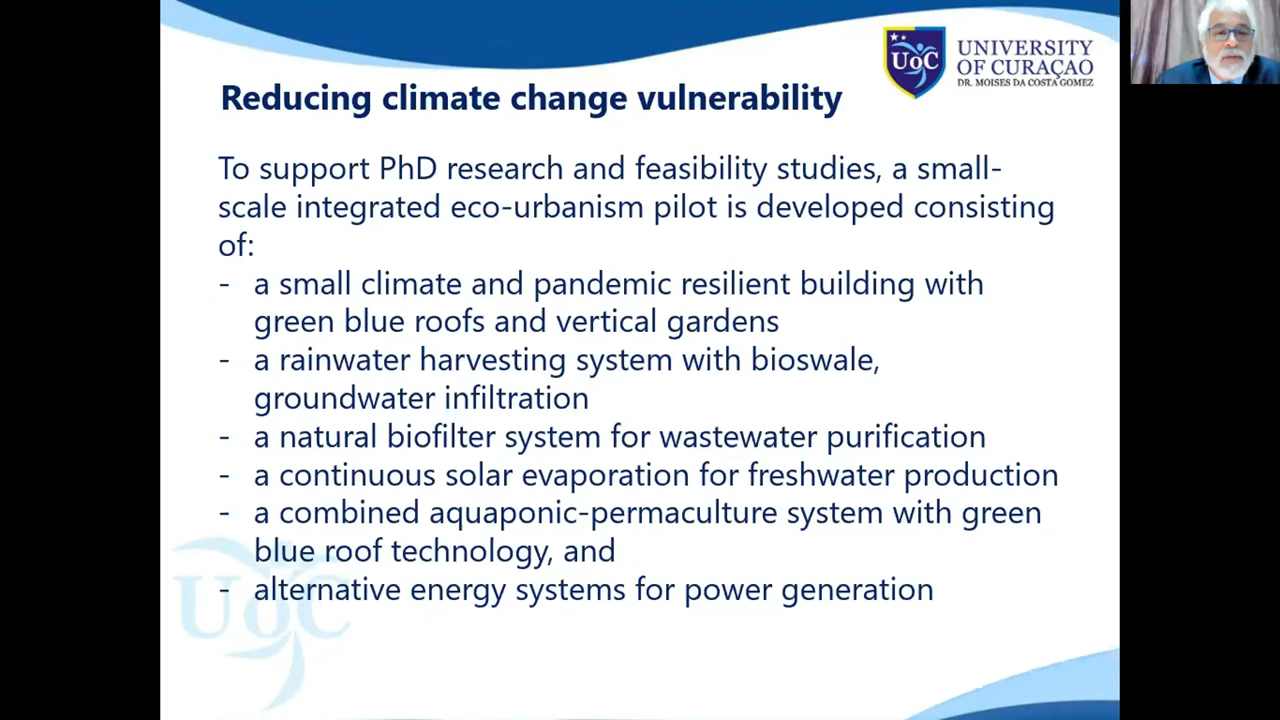 UoC
UNIVERSITY
OF CURAÇAO
DR. MOISES DA COSTA GOMEZ
Reducing climate change vulnerability
To support PhD research and feasibility studies, a small-
scale integrated eco-urbanism pilot is developed consisting
of:
- a small climate and pandemic resilient building with
green blue roofs and vertical gardens
- a rainwater harvesting system with bioswale,
groundwater infiltration
- a natural biofilter system for wastewater purification
- a continuous solar evaporation for freshwater production
- a combined aquaponic-permaculture system with green
blue roof technology, and
- alternative energy systems for power generation
UoC